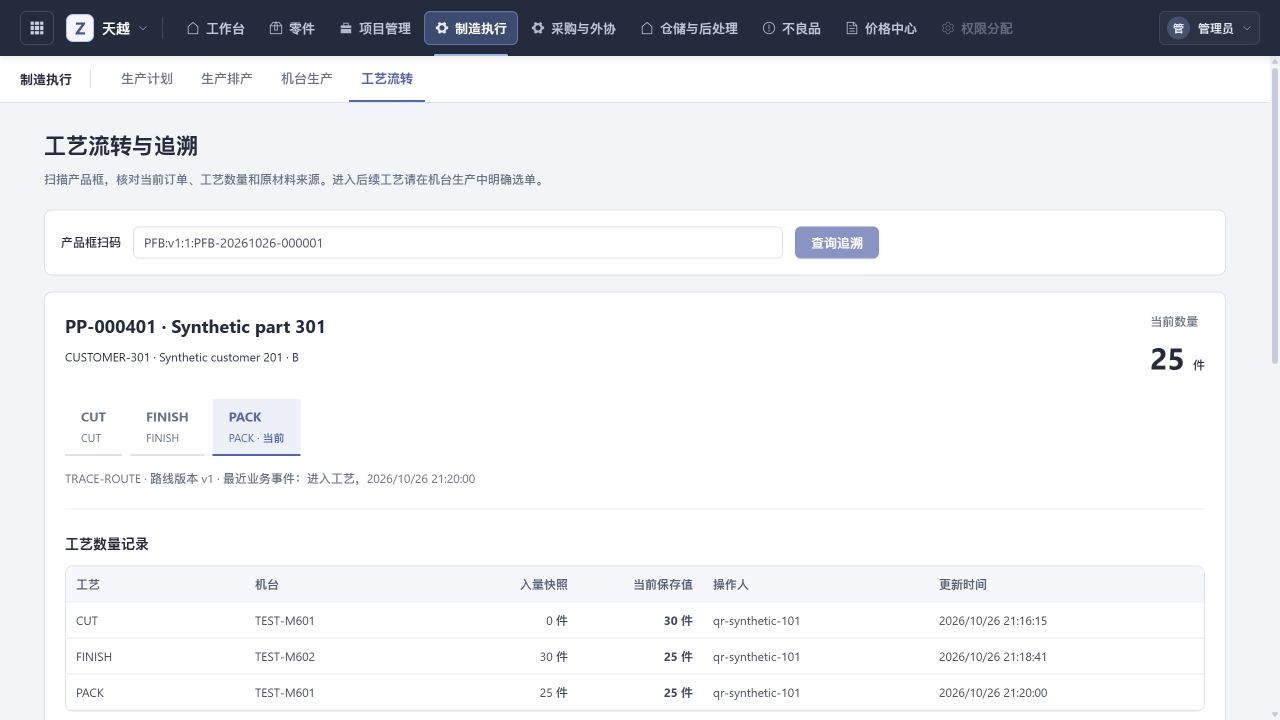 Z 天越 工作台 零件 项目管理 制造执行 采购与外协 仓储与后处理 不良品 价格中心 权限分配 管 管理员
制造执行 生产计划 生产排产 机台生产 工艺流转
工艺流转与追溯
扫描产品框，核对当前订单、工艺数量和原材料来源。进入后续工艺请在机台生产中明确选单。
产品框扫码 PFB:v1:1:PFB-20261026-000001 查询追溯
PP-000401 · Synthetic part 301
当前数量
CUSTOMER-301 · Synthetic customer 201 · B
25 件
CUT FINISH PACK
CUT FINISH PACK · 当前
TRACE-ROUTE · 路线版本 v1 · 最近业务事件：进入工艺，2026/10/26 21:20:00
工艺数量记录
工艺 机台 入量快照 当前保存值 操作人 更新时间
CUT TEST-M601 0 件 30 件 qr-synthetic-101 2026/10/26 21:16:15
FINISH TEST-M602 30 件 25 件 qr-synthetic-101 2026/10/26 21:18:41
PACK TEST-M601 25 件 25 件 qr-synthetic-101 2026/10/26 21:20:00